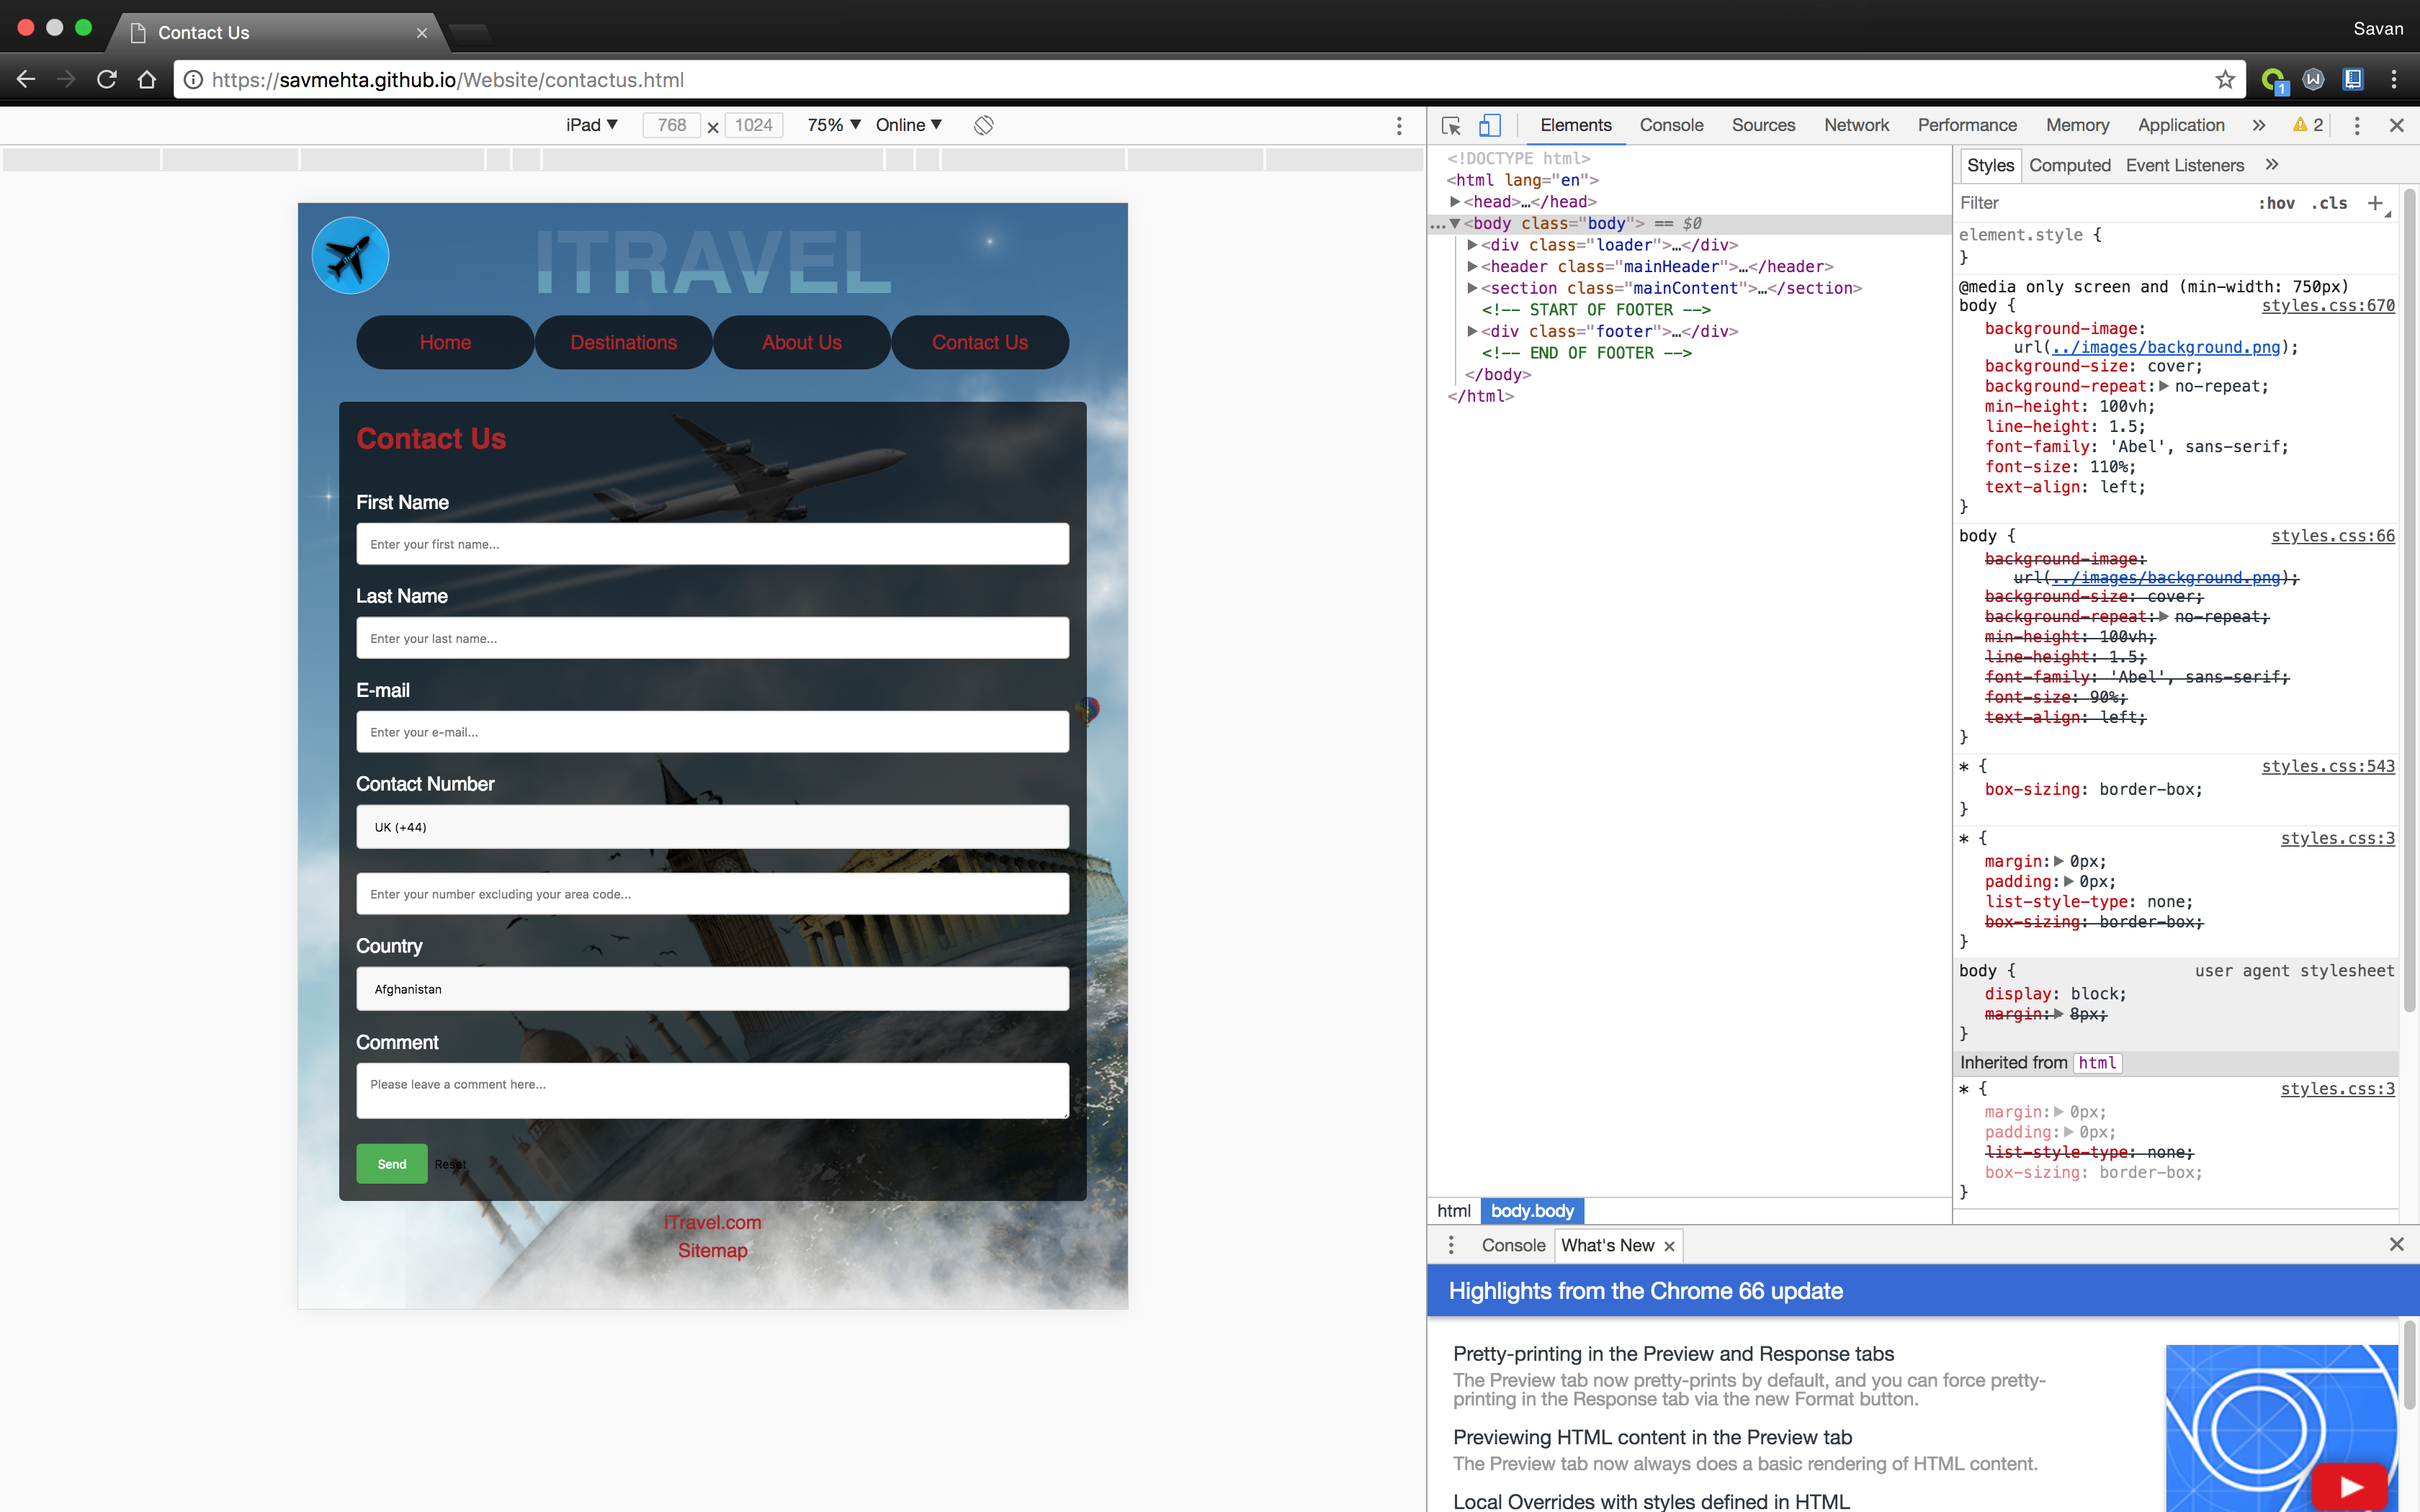 Contact Us
Savan
https://savmehta.github.io/Website/contactus.html
1
iPad ▼ 768 × 1024 75% ▼ Online ▼
ITRAVEL
Home Destinations About Us Contact Us
Contact Us
First Name
Enter your first name...
Last Name
Enter your last name...
E-mail
Enter your e-mail...
Contact Number
UK (+44)
Enter your number excluding your area code...
Country
Afghanistan
Comment
Please leave a comment here...
Send Reset
iTravel.com
Sitemap
Elements Console Sources Network Performance Memory Application » 2
<!DOCTYPE html>
<html lang="en">
▶<head>…</head>
…▼<body class="body"> == $0
▶<div class="loader">…</div>
▶<header class="mainHeader">…</header>
▶<section class="mainContent">…</section>
<!-- START OF FOOTER -->
▶<div class="footer">…</div>
<!-- END OF FOOTER -->
</body>
</html>
html body.body
Styles Computed Event Listeners »
Filter :hov .cls +
element.style {
}
@media only screen and (min-width: 750px)
body { styles.css:670
background-image:
url(../images/background.png);
background-size: cover;
background-repeat:▶no-repeat;
min-height: 100vh;
line-height: 1.5;
font-family: 'Abel', sans-serif;
font-size: 110%;
text-align: left;
}
body { styles.css:66
background-image:
url(../images/background.png);
background-size: cover;
background-repeat:▶no-repeat;
min-height: 100vh;
line-height: 1.5;
font-family: 'Abel', sans-serif;
font-size: 90%;
text-align: left;
}
* { styles.css:543
box-sizing: border-box;
}
* { styles.css:3
margin:▶0px;
padding:▶0px;
list-style-type: none;
box-sizing: border-box;
}
body { user agent stylesheet
display: block;
margin:▶8px;
}
Inherited from html
* { styles.css:3
margin:▶0px;
padding:▶0px;
list-style-type: none;
box-sizing: border-box;
}
Console What's New ×
Highlights from the Chrome 66 update
Pretty-printing in the Preview and Response tabs
The Preview tab now pretty-prints by default, and you can force pretty-
printing in the Response tab via the new Format button.
Previewing HTML content in the Preview tab
The Preview tab now always does a basic rendering of HTML content.
Local Overrides with styles defined in HTML